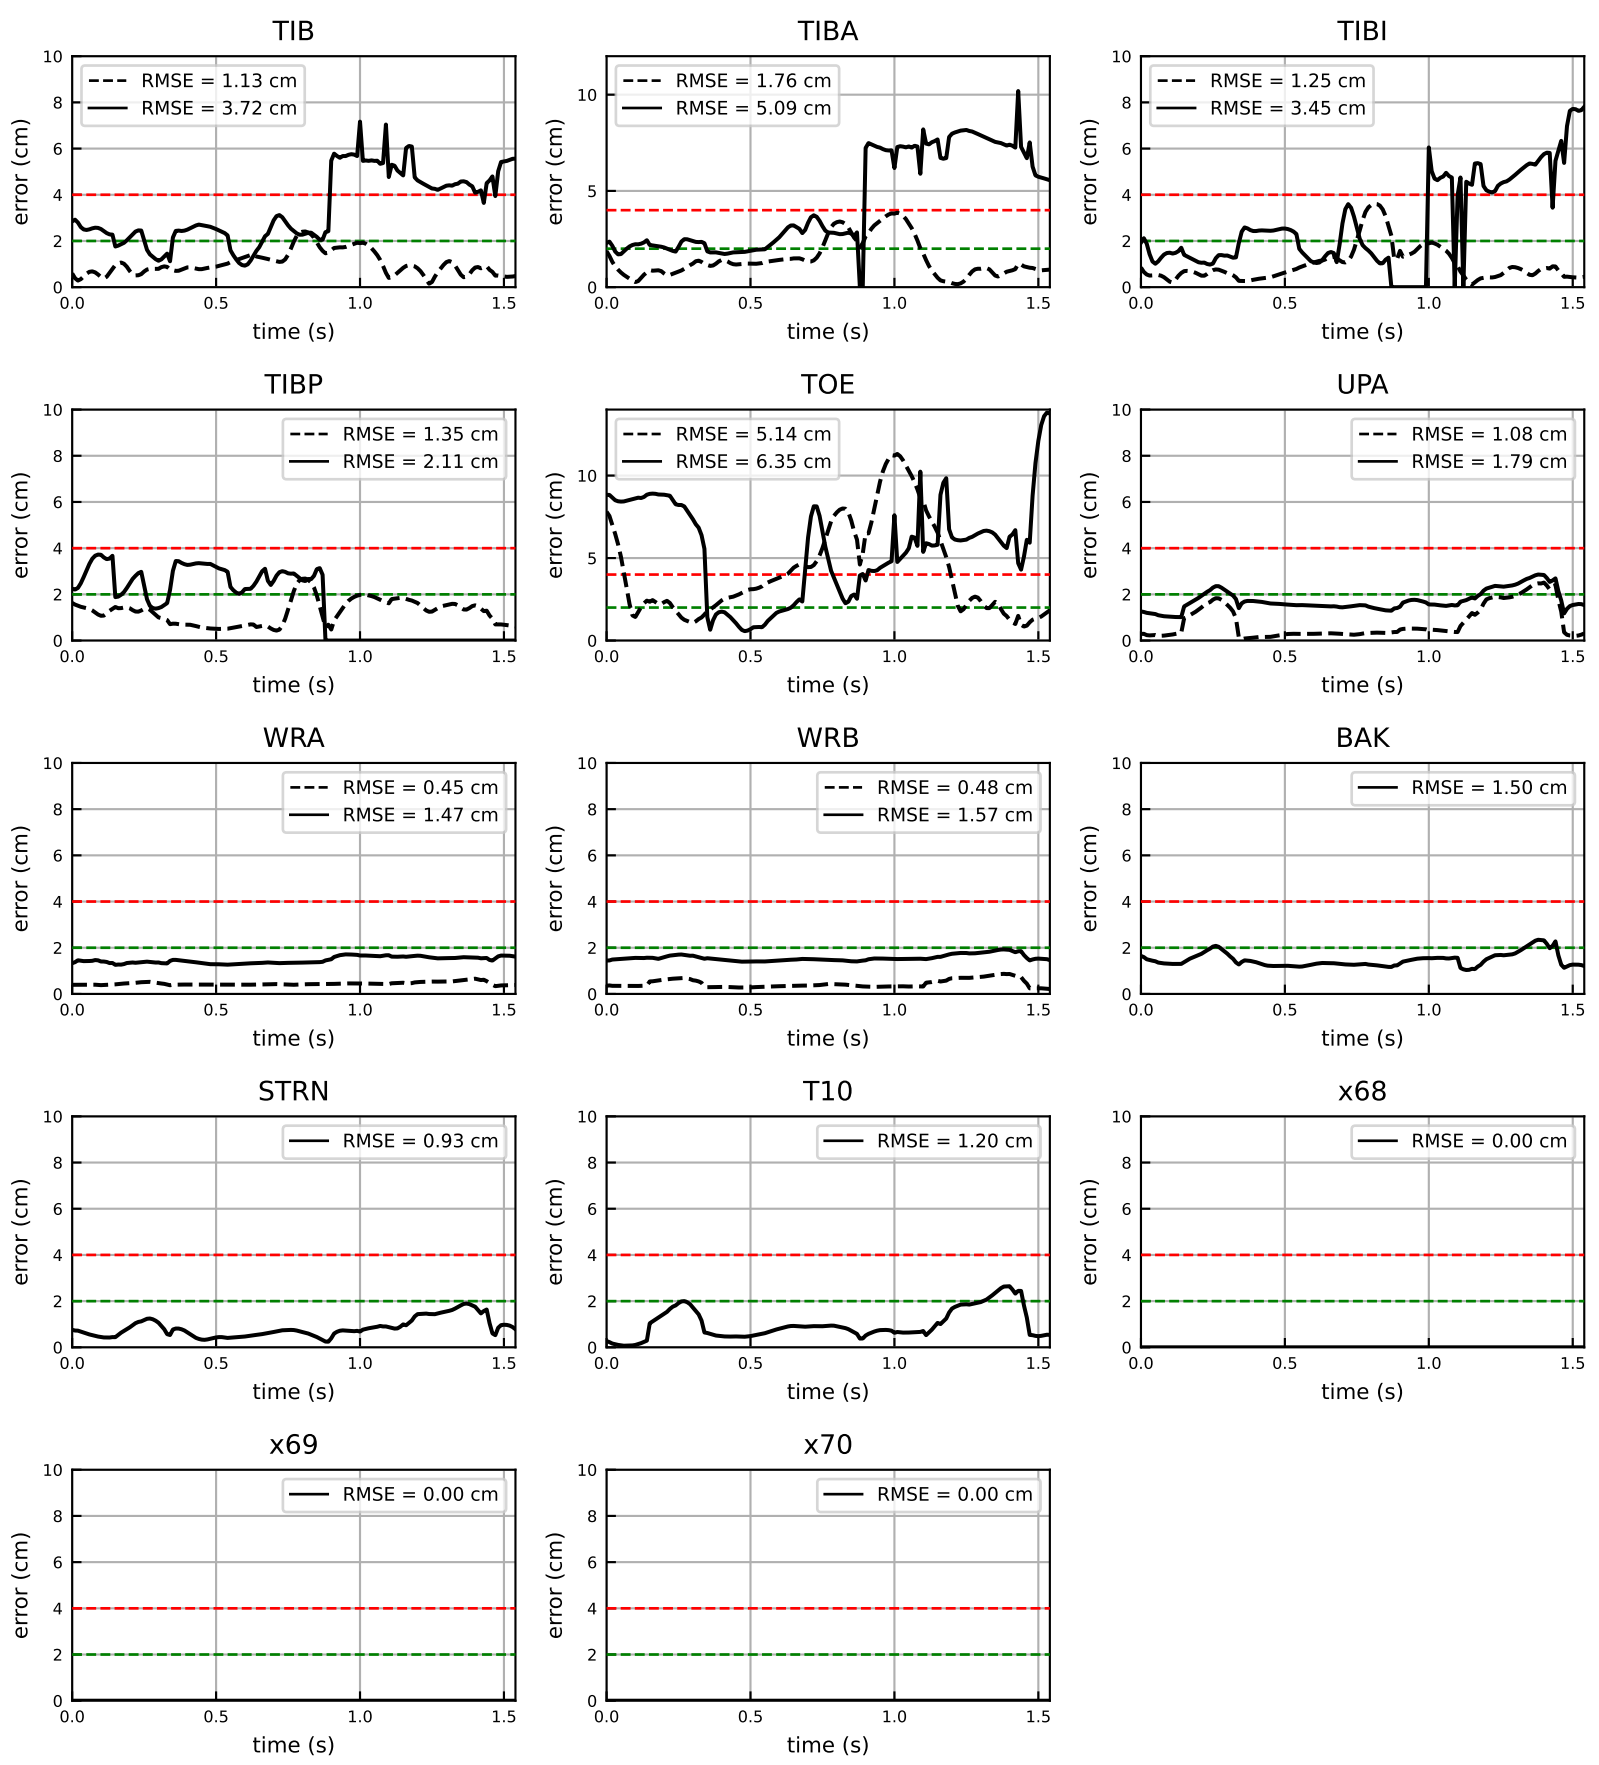 TIB
TIBA
TIBI
10
8
6
4
2
0
error (cm)
RMSE = 1.13 cm
RMSE = 3.72 cm
0.0
0.5
1.0
1.5
time (s)
10
5
0
error (cm)
RMSE = 1.76 cm
RMSE = 5.09 cm
0.0
0.5
1.0
1.5
time (s)
10
8
6
4
2
0
error (cm)
RMSE = 1.25 cm
RMSE = 3.45 cm
0.0
0.5
1.0
1.5
time (s)
TIBP
TOE
UPA
10
8
6
4
2
0
error (cm)
RMSE = 1.35 cm
RMSE = 2.11 cm
0.0
0.5
1.0
1.5
time (s)
10
5
0
error (cm)
RMSE = 5.14 cm
RMSE = 6.35 cm
0.0
0.5
1.0
1.5
time (s)
10
8
6
4
2
0
error (cm)
RMSE = 1.08 cm
RMSE = 1.79 cm
0.0
0.5
1.0
1.5
time (s)
WRA
WRB
BAK
10
8
6
4
2
0
error (cm)
RMSE = 0.45 cm
RMSE = 1.47 cm
0.0
0.5
1.0
1.5
time (s)
10
8
6
4
2
0
error (cm)
RMSE = 0.48 cm
RMSE = 1.57 cm
0.0
0.5
1.0
1.5
time (s)
10
8
6
4
2
0
error (cm)
RMSE = 1.50 cm
0.0
0.5
1.0
1.5
time (s)
STRN
T10
x68
10
8
6
4
2
0
error (cm)
RMSE = 0.93 cm
0.0
0.5
1.0
1.5
time (s)
10
8
6
4
2
0
error (cm)
RMSE = 1.20 cm
0.0
0.5
1.0
1.5
time (s)
10
8
6
4
2
0
error (cm)
RMSE = 0.00 cm
0.0
0.5
1.0
1.5
time (s)
x69
x70
10
8
6
4
2
0
error (cm)
RMSE = 0.00 cm
0.0
0.5
1.0
1.5
time (s)
10
8
6
4
2
0
error (cm)
RMSE = 0.00 cm
0.0
0.5
1.0
1.5
time (s)